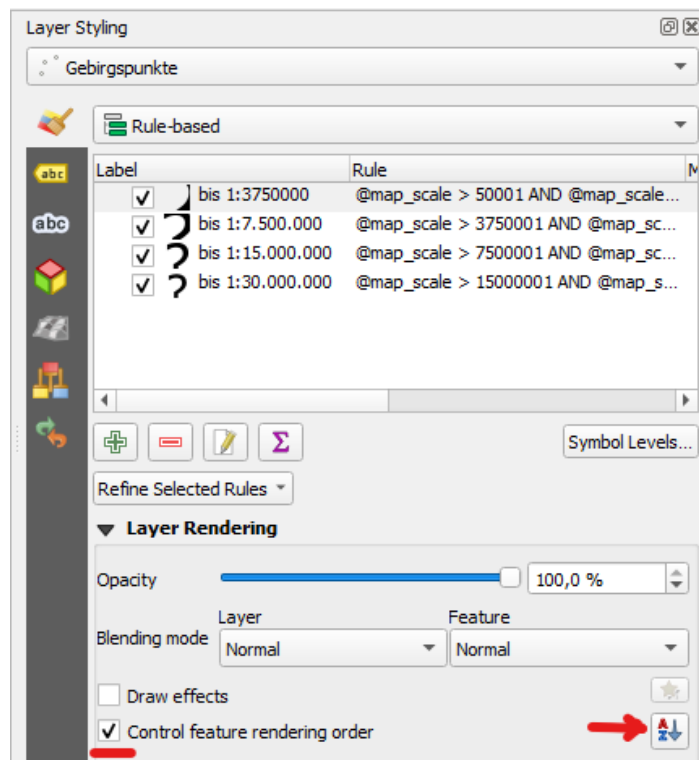 Layer Styling
Gebirgspunkte
Rule-based
abc
abc
Label Rule M
bis 1:3750000 @map_scale > 50001 AND @map_scale...
bis 1:7.500.000 @map_scale > 3750001 AND @map_sc...
bis 1:15.000.000 @map_scale > 7500001 AND @map_sc...
bis 1:30.000.000 @map_scale > 15000001 AND @map_s...
Σ
Symbol Levels...
Refine Selected Rules
Layer Rendering
Opacity 100,0 %
Layer Feature
Blending mode Normal Normal
Draw effects
Control feature rendering order
A
Z